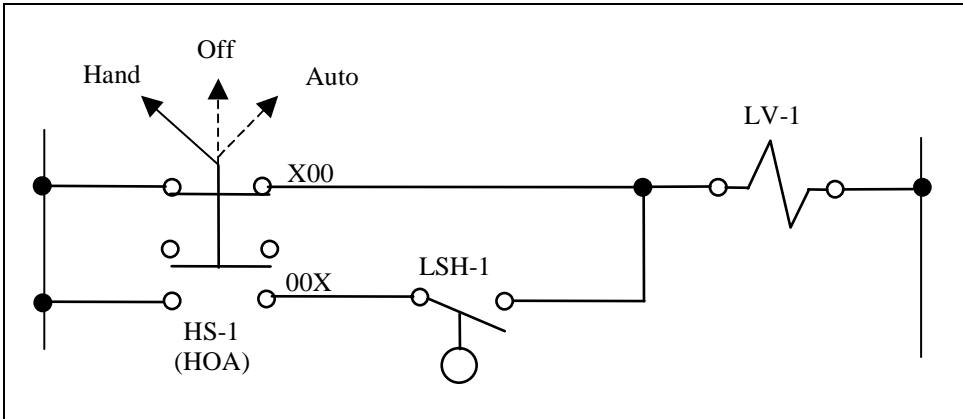 Off
Hand
Auto
LV-1
X00
LSH-1
00X
HS-1
(HOA)